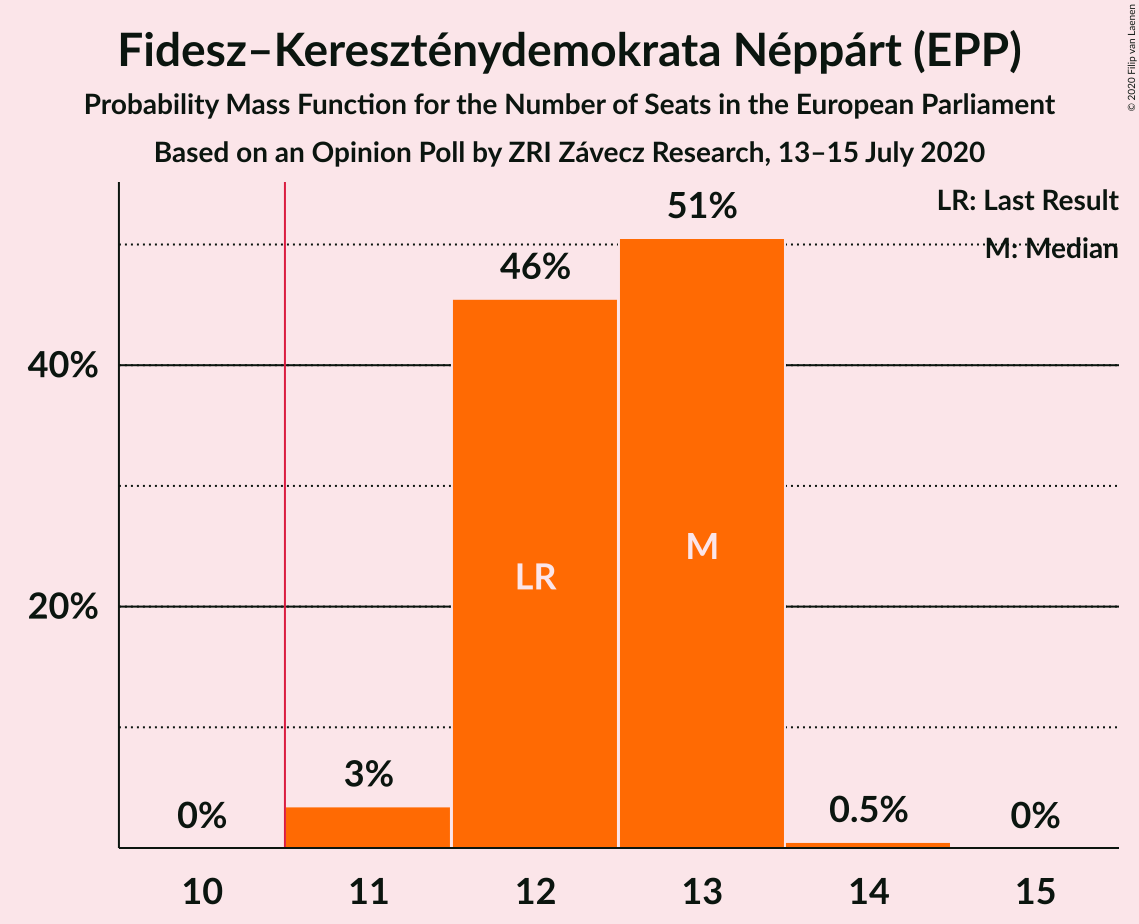 Fidesz–Kereszténydemokrata Néppárt (EPP)
Probability Mass Function for the Number of Seats in the European Parliament
Based on an Opinion Poll by ZRI Závecz Research, 13–15 July 2020
© 2020 Filip van Laenen
LR: Last Result
M: Median
51%
46%
40%
M
LR
20%
3%
0%
0.5%
0%
10 11 12 13 14 15